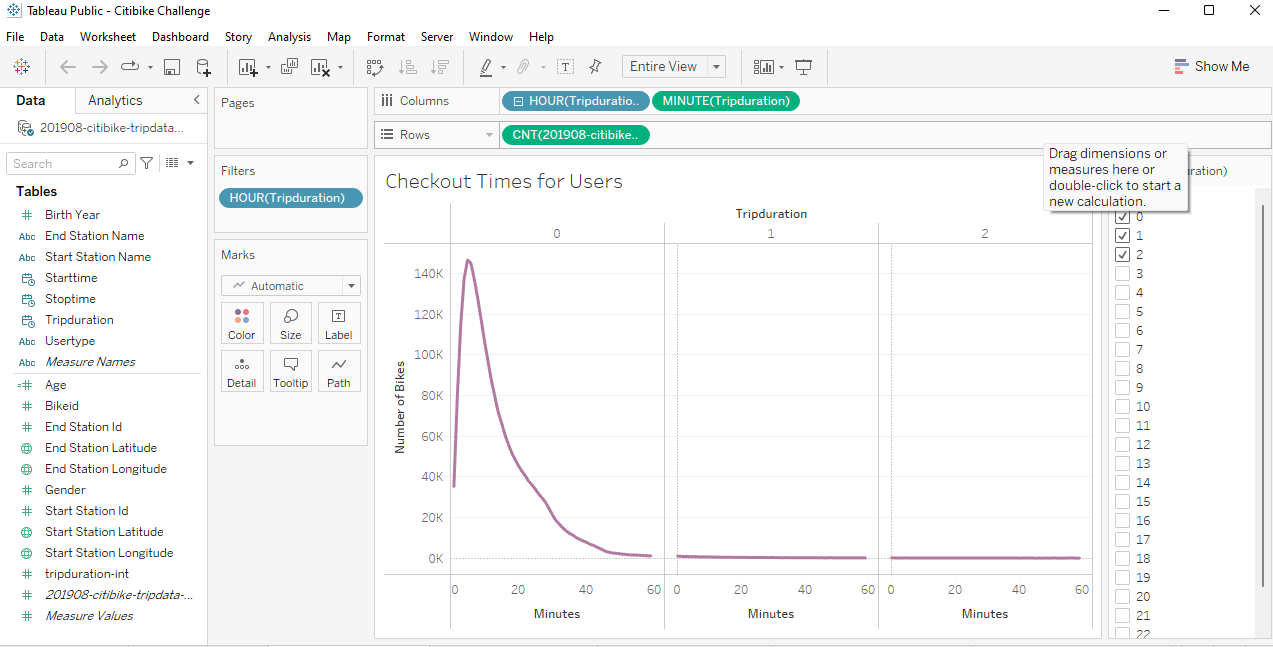 Tableau Public - Citibike Challenge
File Data Worksheet Dashboard Story Analysis Map Format Server Window Help
Entire View
Show Me
Data Analytics
201908-citibike-tripdata...
Search
Tables
Birth Year
Abc End Station Name
Abc Start Station Name
Starttime
Stoptime
Tripduration
Abc Usertype
Abc Measure Names
Age
Bikeid
End Station Id
End Station Latitude
End Station Longitude
Gender
Start Station Id
Start Station Latitude
Start Station Longitude
tripduration-int
201908-citibike-tripdata-...
Measure Values
Pages
Filters
HOUR(Tripduration)
Marks
Automatic
Color Size Label
Detail Tooltip Path
Columns HOUR(Tripduratio.. MINUTE(Tripduration)
Rows CNT(201908-citibike..
Checkout Times for Users
Tripduration
0 1 2
Number of Bikes
140K
120K
100K
80K
60K
40K
20K
0K
0 20 40 60 0 20 40 60 0 20 40 60
Minutes Minutes Minutes
Drag dimensions or
measures here or
double-click to start a
new calculation.
uration)
0
1
2
3
4
5
6
7
8
9
10
11
12
13
14
15
16
17
18
19
20
21
22